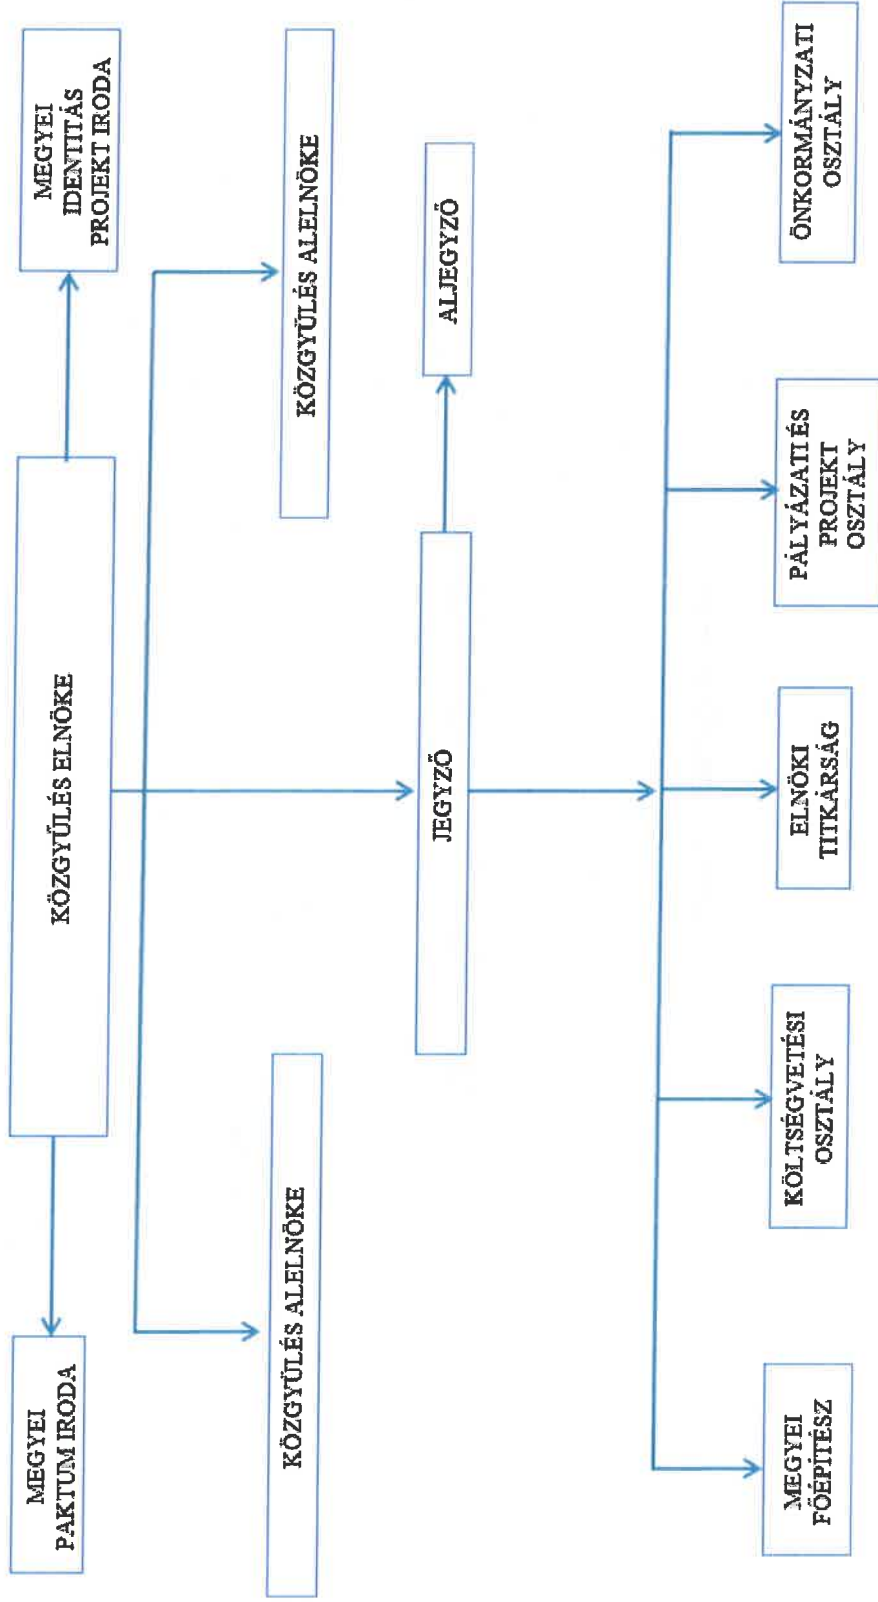 MEGYEI
PAKTUM IRODA
KÖZGYŰLÉS ELNÖKE
MEGYEI
IDENTITÁS
PROJEKT IRODA
KÖZGYŰLÉS ALELNÖKE
KÖZGYŰLÉS ALELNÖKE
JEGYZŐ
ALJEGYZŐ
MEGYEI
FŐÉPÍTÉSZ
KÖLTSÉGVETÉSI
OSZTÁLY
ELNÖKI
TITKÁRSÁG
PÁLYÁZATI ÉS
PROJEKT
OSZTÁLY
ÖNKORMÁNYZATI
OSZTÁLY